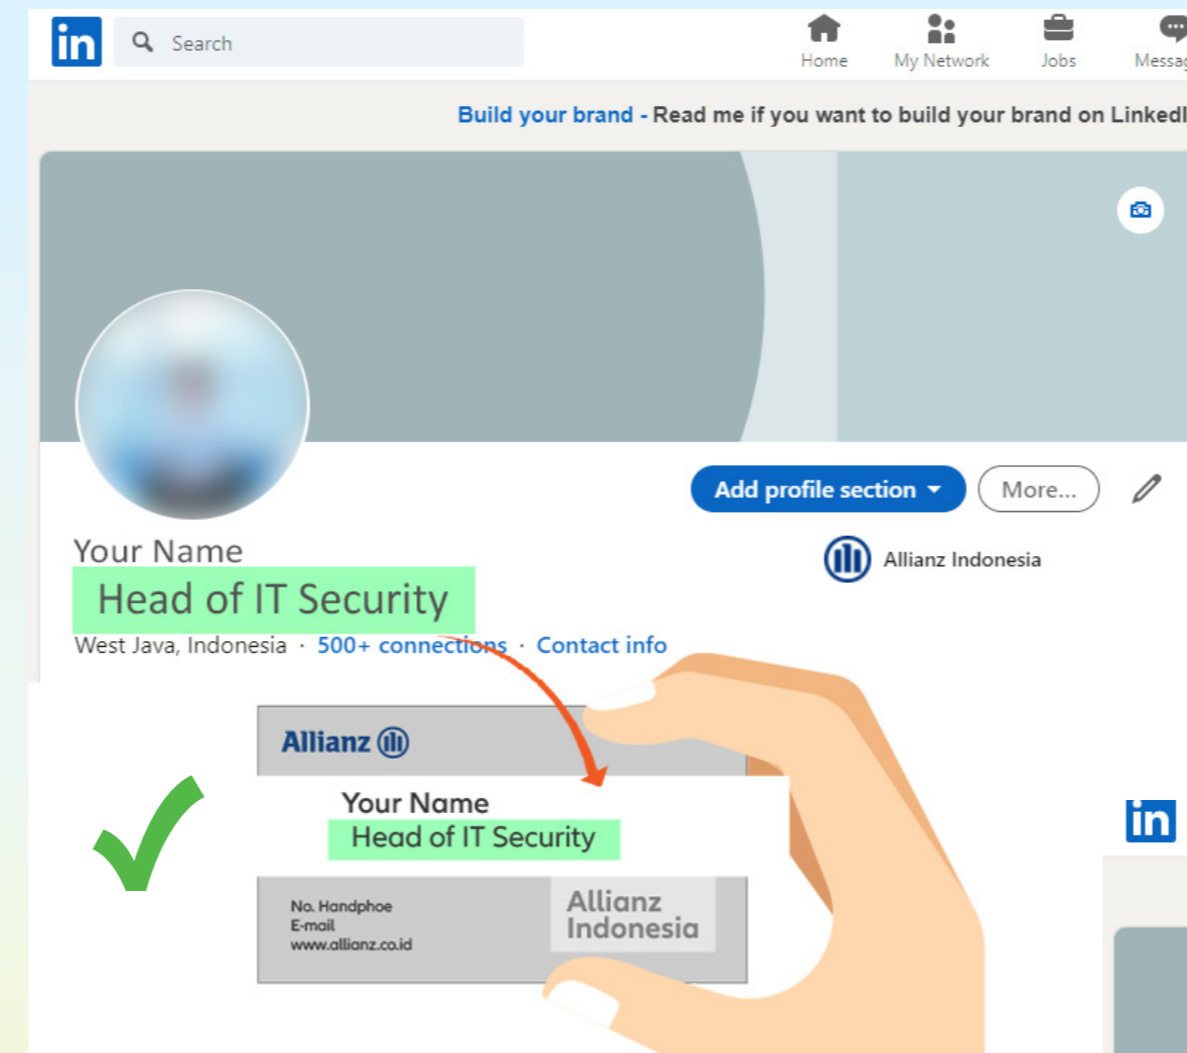 in Search
Home My Network Jobs
Build your brand - Read me if you want to build your brand on
Add profile section More...
Your Name
Allianz Indonesia
Head of IT Security
West Java, Indonesia · 500+ connections · Contact info
Allianz
Your Name
Head of IT Security
No. Handphoe
E-mail
www.allianz.co.id
Allianz
Indonesia
in